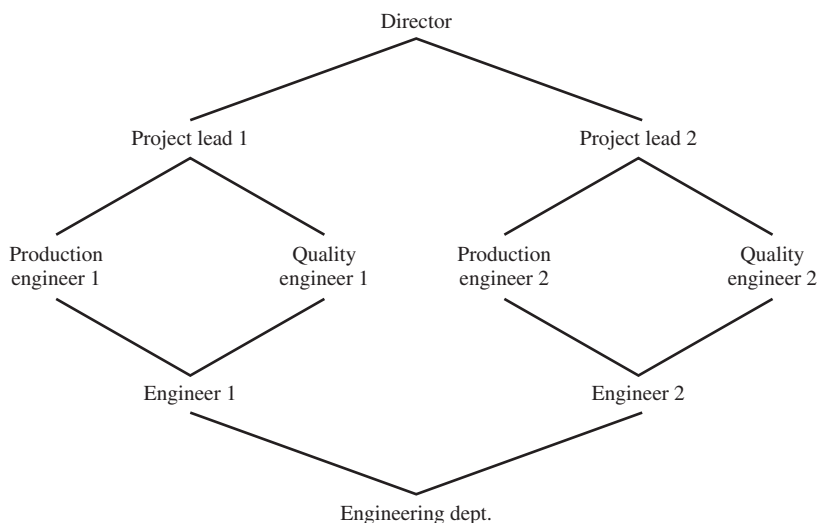 Director
Project lead 1
Project lead 2
Production
engineer 1
Quality
engineer 1
Production
engineer 2
Quality
engineer 2
Engineer 1
Engineer 2
Engineering dept.